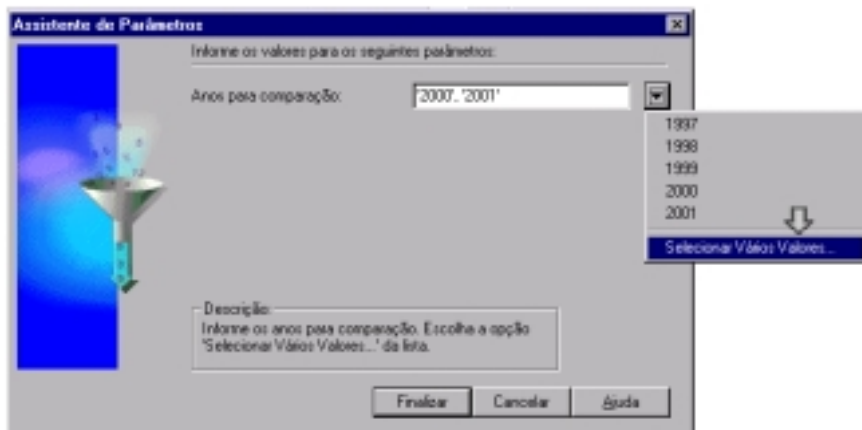 Assistente de Parâmetros
Informe os valores para os seguintes parâmetros:
Anos para comparação:
'2000'..'2001'
1997
1998
1999
2000
2001
Selecionar Vários Valores...
Descrição:
Informe os anos para comparação. Escolha a opção
'Selecionar Vários Valores...' da lista.
Finalizar
Cancelar
Ajuda